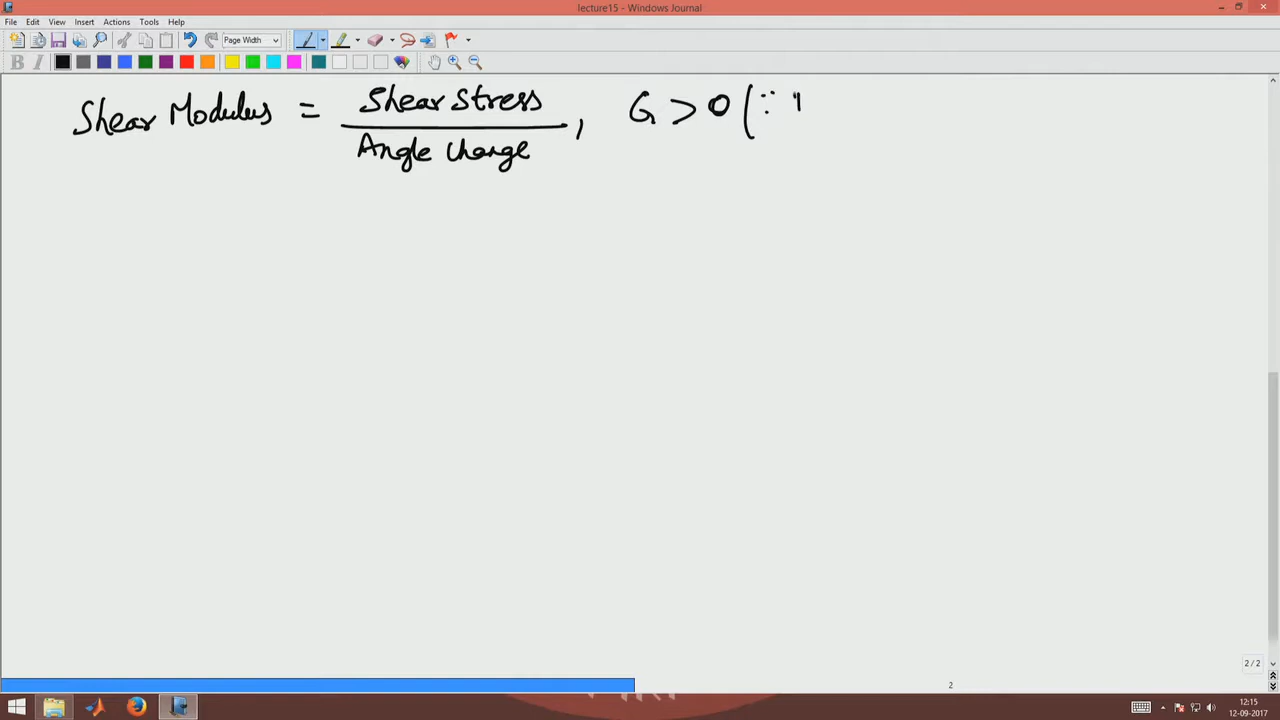 lecture15 - Windows Journal
File Edit View Insert Actions Tools Help
Page Width
B I
Shear Modulus = Shear Stress / Angle Change , G > 0 ( ∵
2 / 2
2
12:15
12-09-2017